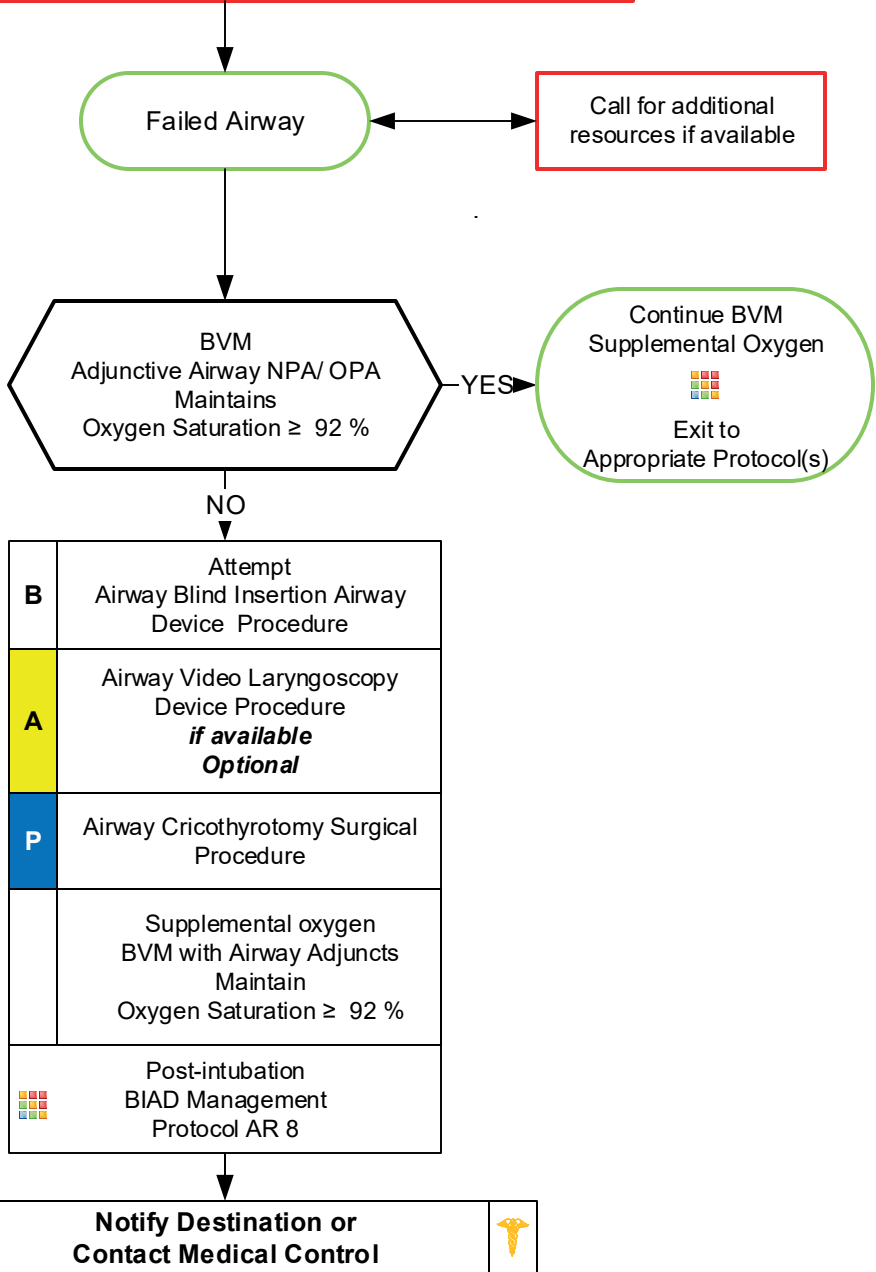 Failed Airway
Call for additional
resources if available
.
BVM
Adjunctive Airway NPA/ OPA
Maintains
Oxygen Saturation ≥ 92 %
YES
Continue BVM
Supplemental Oxygen
Exit to
Appropriate Protocol(s)
NO
B
Attempt
Airway Blind Insertion Airway
Device Procedure
A
Airway Video Laryngoscopy
Device Procedure
if available
Optional
P
Airway Cricothyrotomy Surgical
Procedure
Supplemental oxygen
BVM with Airway Adjuncts
Maintain
Oxygen Saturation ≥ 92 %
Post-intubation
BIAD Management
Protocol AR 8
Notify Destination or
Contact Medical Control